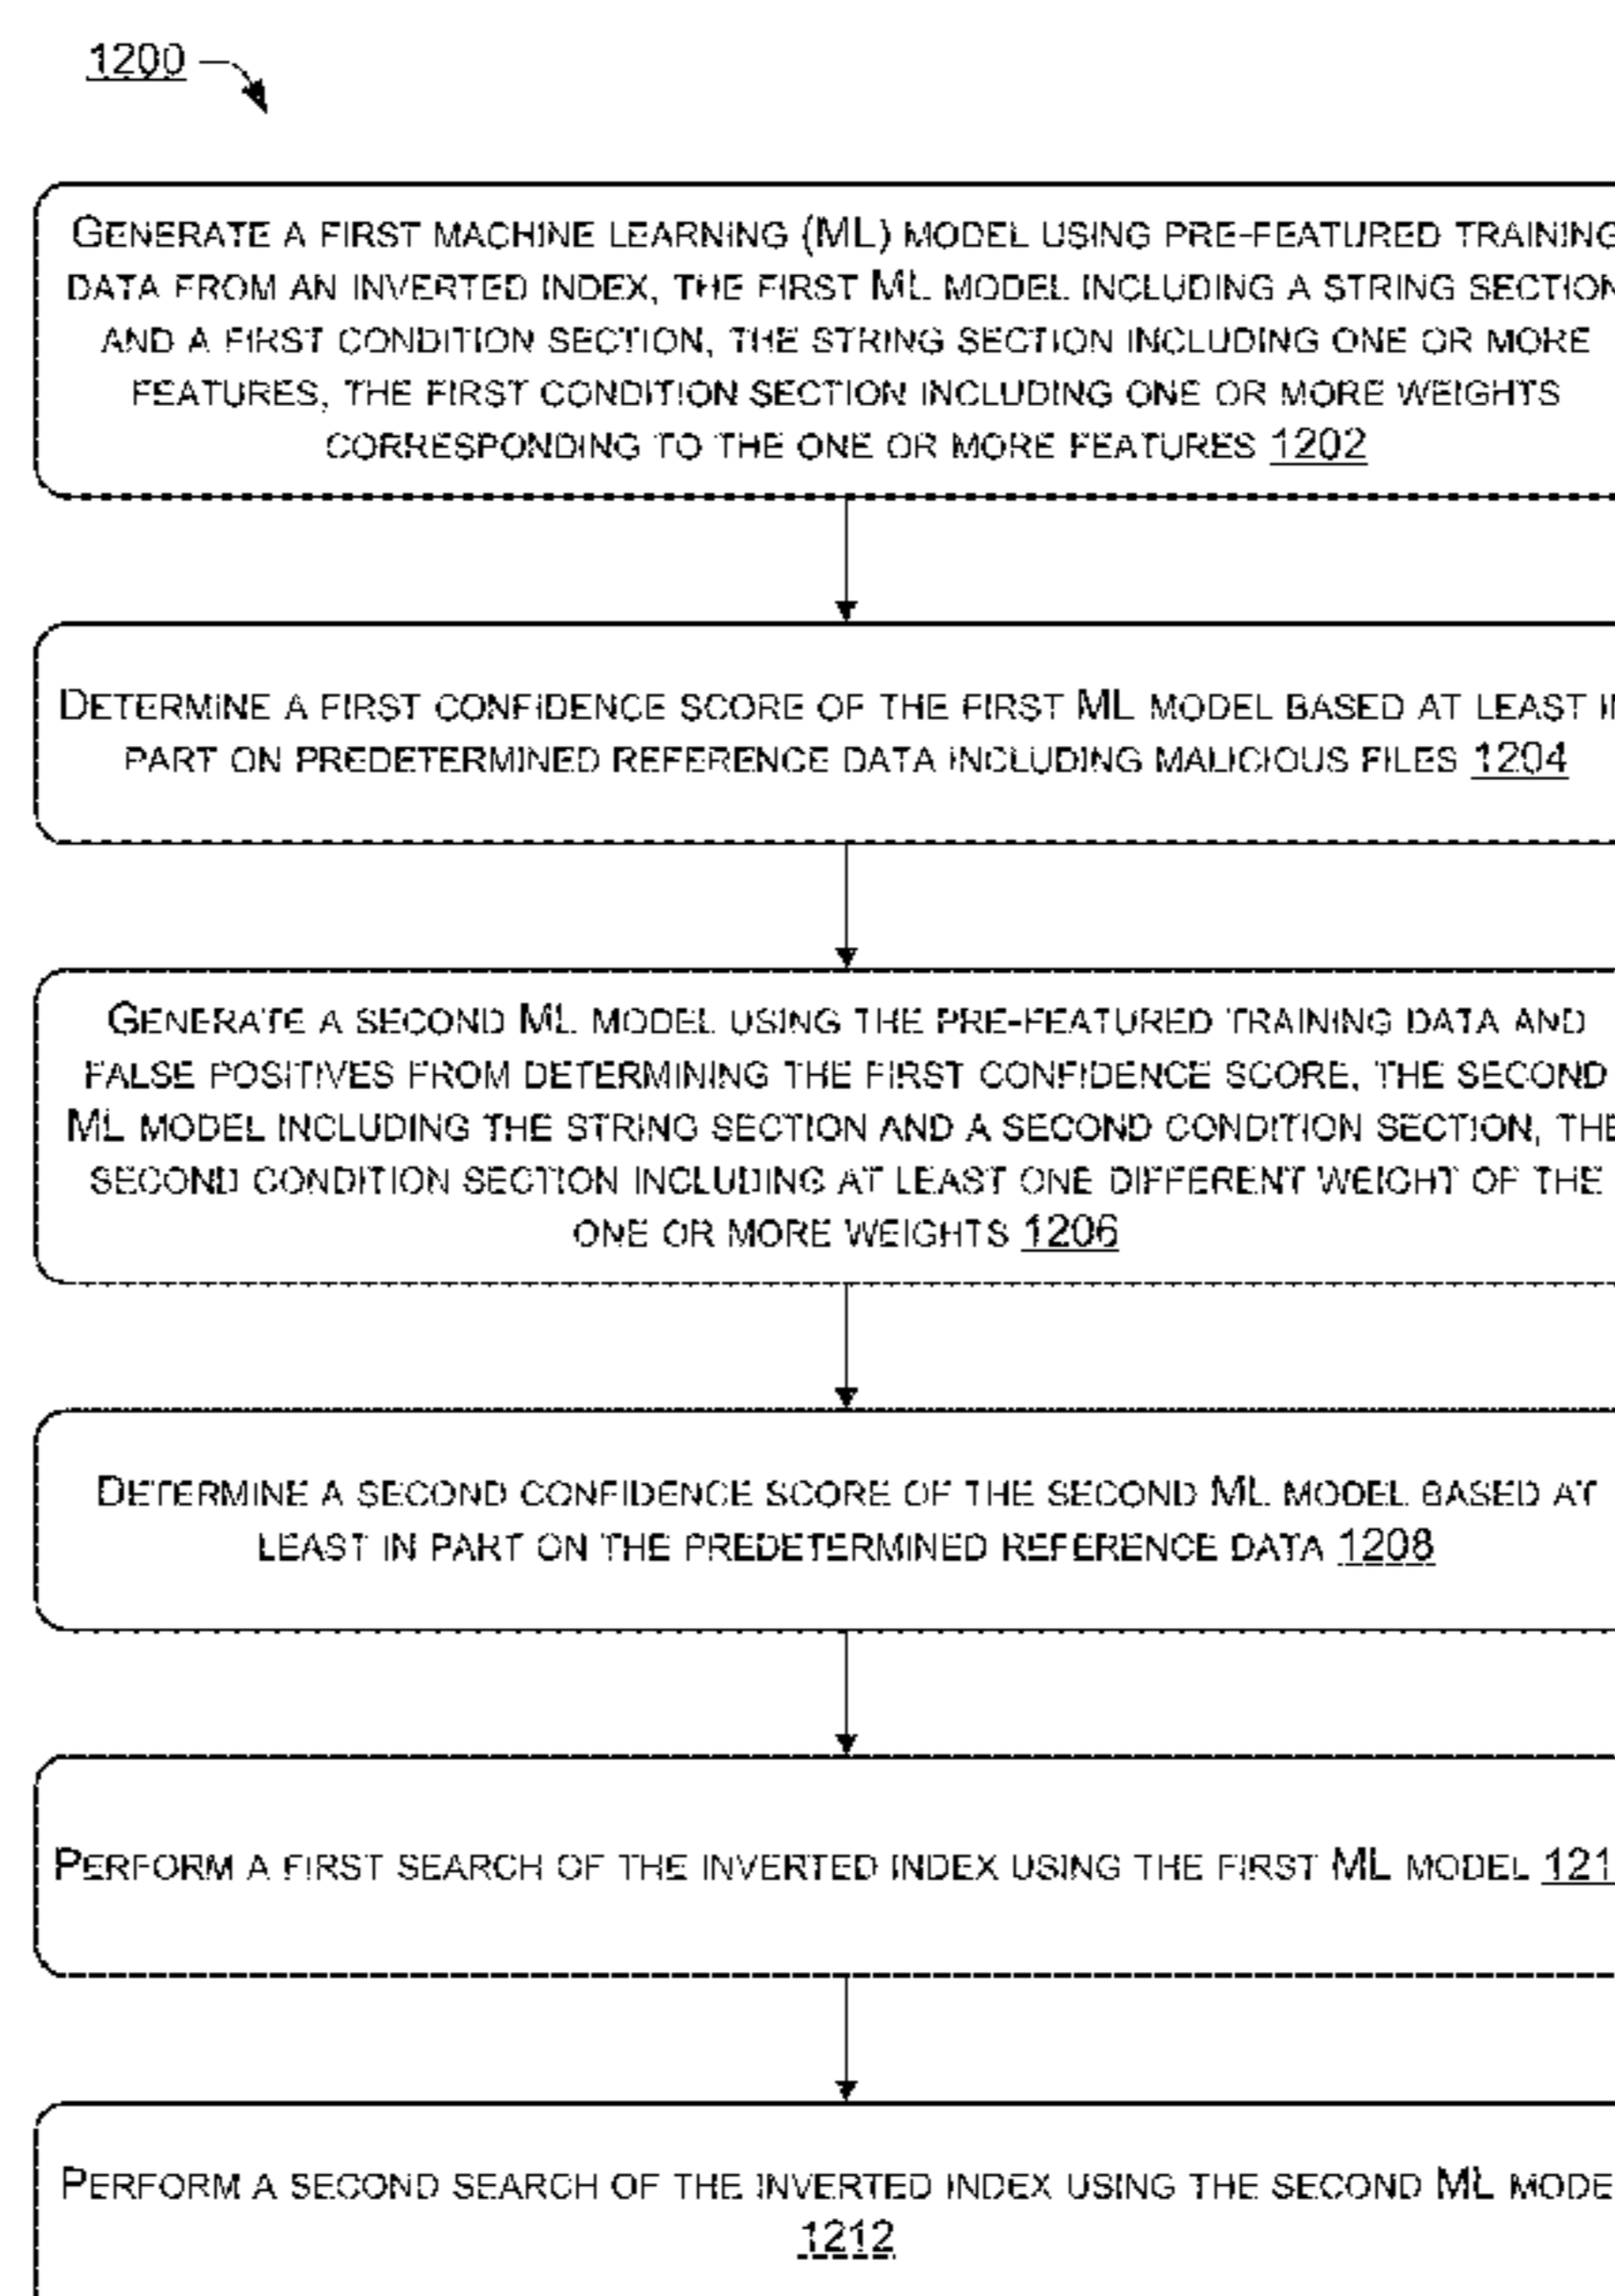 1200
GENERATE A FIRST MACHINE LEARNING (ML) MODEL USING PRE-FEATURED TRAINING
DATA FROM AN INVERTED INDEX, THE FIRST ML MODEL INCLUDING A STRING SECTION
AND A FIRST CONDITION SECTION, THE STRING SECTION INCLUDING ONE OR MORE
FEATURES, THE FIRST CONDITION SECTION INCLUDING ONE OR MORE WEIGHTS
CORRESPONDING TO THE ONE OR MORE FEATURES 1202
DETERMINE A FIRST CONFIDENCE SCORE OF THE FIRST ML MODEL BASED AT LEAST IN
PART ON PREDETERMINED REFERENCE DATA INCLUDING MALICIOUS FILES 1204
GENERATE A SECOND ML MODEL USING THE PRE-FEATURED TRAINING DATA AND
FALSE POSITIVES FROM DETERMINING THE FIRST CONFIDENCE SCORE, THE SECOND
ML MODEL INCLUDING THE STRING SECTION AND A SECOND CONDITION SECTION, THE
SECOND CONDITION SECTION INCLUDING AT LEAST ONE DIFFERENT WEIGHT OF THE
ONE OR MORE WEIGHTS 1206
DETERMINE A SECOND CONFIDENCE SCORE OF THE SECOND ML MODEL BASED AT
LEAST IN PART ON THE PREDETERMINED REFERENCE DATA 1208
PERFORM A FIRST SEARCH OF THE INVERTED INDEX USING THE FIRST ML MODEL 121
PERFORM A SECOND SEARCH OF THE INVERTED INDEX USING THE SECOND ML MODE
1212